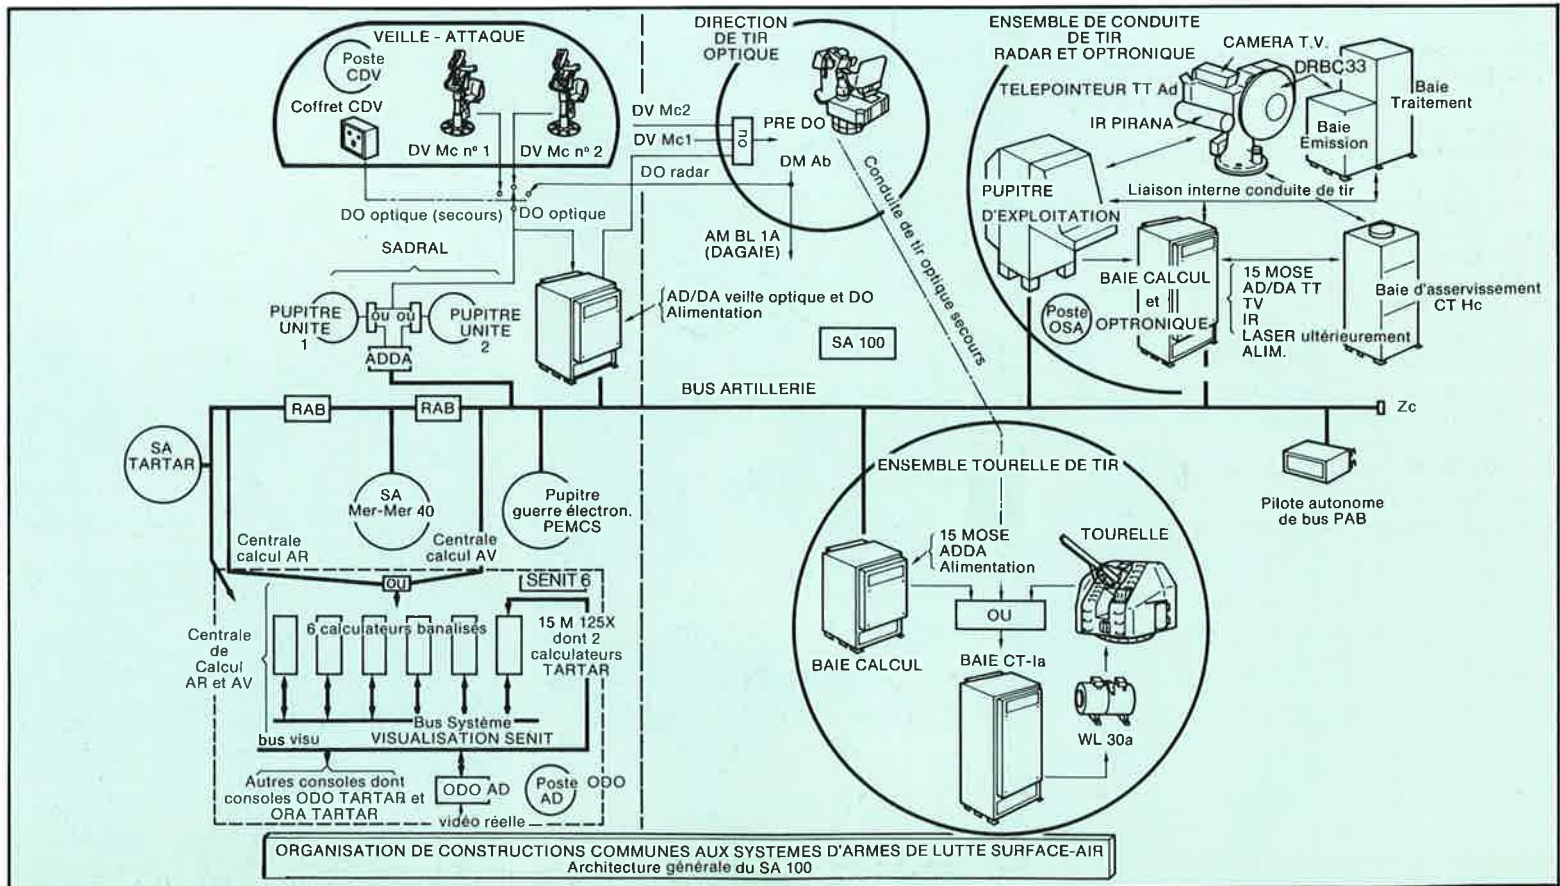 VEILLE - ATTAQUE
Poste
CDV
Coffret CDV
DV Mc nº 1
DV Mc nº 2
DO optique (secours)
DO optique
DO radar
DIRECTION
DE TIR
OPTIQUE
DV Mc2
DV Mc1
ou
PRE DO
DM Ab
AM BL 1A
(DAGAIE)
Conduite de tir optique secours
ENSEMBLE DE CONDUITE
DE TIR
RADAR ET OPTRONIQUE
CAMERA T.V.
DRBC33
TELEPOINTEUR TT Ad
IR PIRANA
Baie
Traitement
Baie
Emission
Liaison interne conduite de tir
PUPITRE
D'EXPLOITATION
BAIE CALCUL
et
OPTRONIQUE
Poste
OSA
15 MOSE
AD/DA TT
TV
IR
LASER ultérieurement
ALIM.
Baie d'asservissement
CT Hc
SADRAL
PUPITRE
UNITE
1
ou ou
PUPITRE
UNITE
2
ADDA
AD/DA veille optique et DO
Alimentation
SA 100
BUS ARTILLERIE
RAB
RAB
Zc
SA
TARTAR
SA
Mer-Mer 40
Pupitre
guerre électron.
PEMCS
Pilote autonome
de bus PAB
Centrale
calcul AR
Centrale
calcul AV
OU
SENIT 6
Centrale
de
Calcul
AR et AV
6 calculateurs banalisés
15 M 125X
dont 2
calculateurs
TARTAR
Bus Système
bus visu
VISUALISATION SENIT
Autres consoles dont
consoles ODO TARTAR et
ORA TARTAR
ODO AD
Poste ODO
AD
vidéo réelle
ENSEMBLE TOURELLE DE TIR
15 MOSE
ADDA
Alimentation
TOURELLE
OU
BAIE CALCUL
BAIE CT-Ia
WL 30a
ORGANISATION DE CONSTRUCTIONS COMMUNES AUX SYSTEMES D'ARMES DE LUTTE SURFACE-AIR
Architecture générale du SA 100